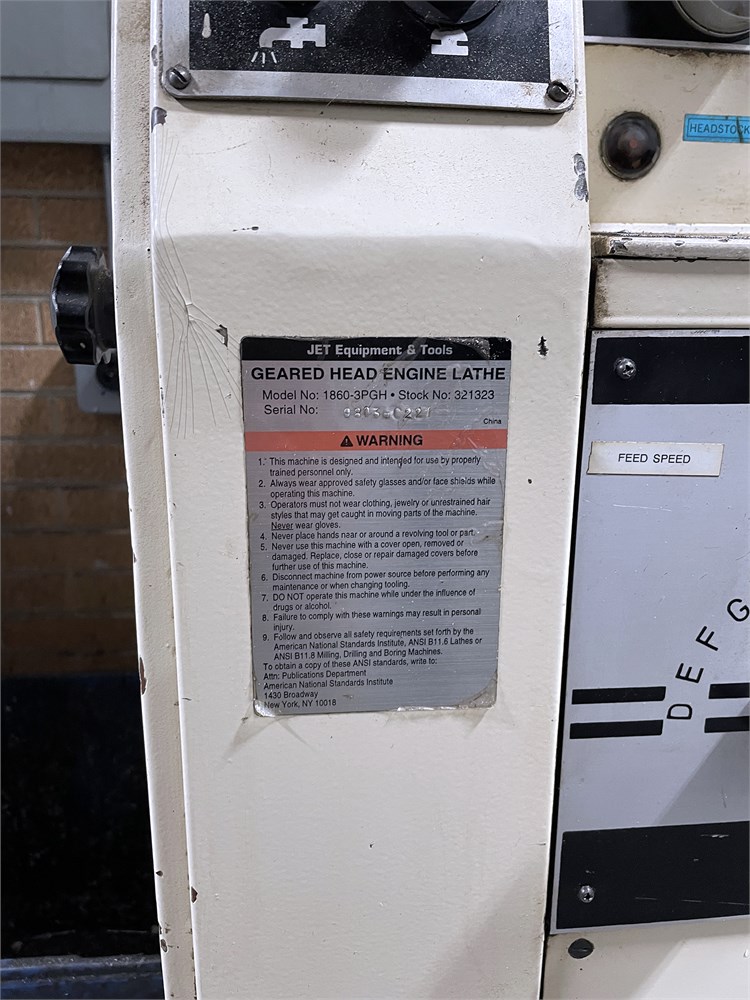 HEADSTOCK
JET Equipment & Tools
GEARED HEAD ENGINE LATHE
Model No: 1860-3PGH • Stock No: 321323
Serial No:
China
⚠ WARNING
1. This machine is designed and intended for use by properly
trained personnel only.
2. Always wear approved safety glasses and/or face shields while
operating this machine.
3. Operators must not wear clothing, jewelry or unrestrained hair
styles that may get caught in moving parts of the machine.
Never wear gloves.
4. Never place hands near or around a revolving tool or part.
5. Never use this machine with a cover open, removed or
damaged. Replace, close or repair damaged covers before
further use of this machine.
6. Disconnect machine from power source before performing any
maintenance or when changing tooling.
7. DO NOT operate this machine while under the influence of
drugs or alcohol.
8. Failure to comply with these warnings may result in personal
injury.
9. Follow and observe all safety requirements set forth by the
American National Standards Institute, ANSI B11.6 Lathes or
ANSI B11.8 Milling, Drilling and Boring Machines.
To obtain a copy of these ANSI standards, write to:
Attn: Publications Department
American National Standards Institute
1430 Broadway
New York, NY 10018
FEED SPEED
D E F G